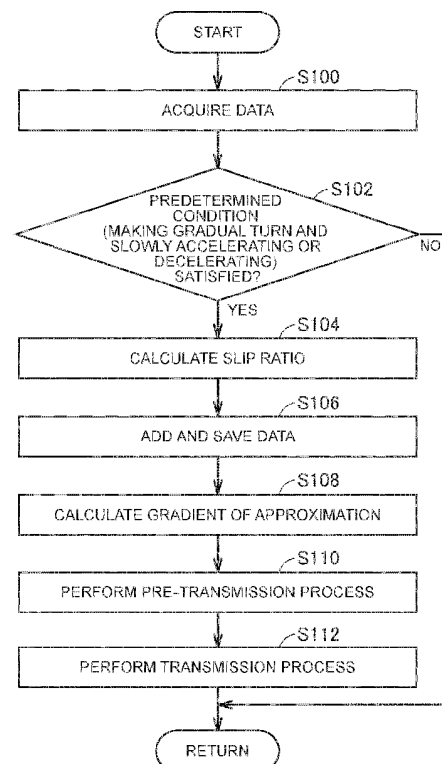 START
S100
ACQUIRE DATA
S102
PREDETERMINED
CONDITION
(MAKING GRADUAL TURN AND
SLOWLY ACCELERATING OR
DECELERATING)
SATISFIED?
NO
YES
S104
CALCULATE SLIP RATIO
S106
ADD AND SAVE DATA
S108
CALCULATE GRADIENT OF APPROXIMATION
S110
PERFORM PRE-TRANSMISSION PROCESS
S112
PERFORM TRANSMISSION PROCESS
RETURN